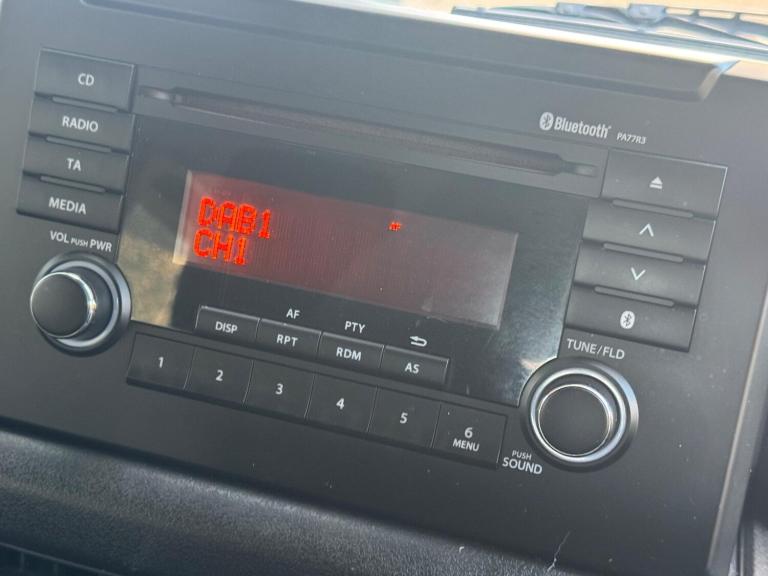 CD
RADIO
TA
MEDIA
VOL PUSH PWR
Bluetooth® PA77R3
DAB1
AF
CH1
AF
PTY
DISP
RPT
RDM
AS
1
2
3
4
5
6
MENU
TUNE/FLD
PUSH
SOUND